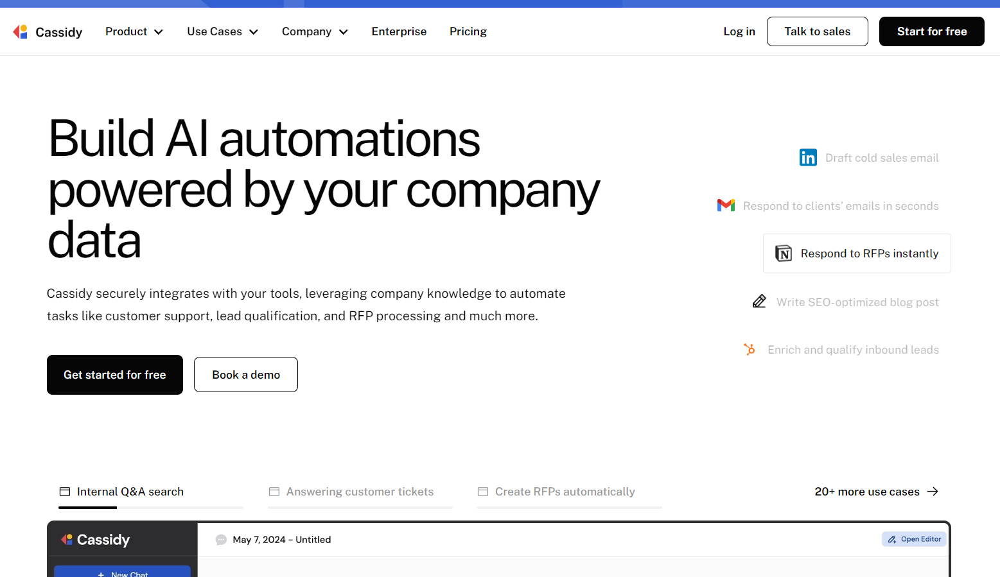 Cassidy
Product
Use Cases
Company
Enterprise
Pricing
Log in
Talk to sales
Start for free
Build AI automations
powered by your company
data
Cassidy securely integrates with your tools, leveraging company knowledge to automate
tasks like customer support, lead qualification, and RFP processing and much more.
Get started for free
Book a demo
in Draft cold sales email
Respond to clients’ emails in seconds
N Respond to RFPs instantly
Write SEO-optimized blog post
Enrich and qualify inbound leads
Internal Q&A search
Answering customer tickets
Create RFPs automatically
20+ more use cases →
Cassidy
May 7, 2024 – Untitled
Open Editor
+ New Chat